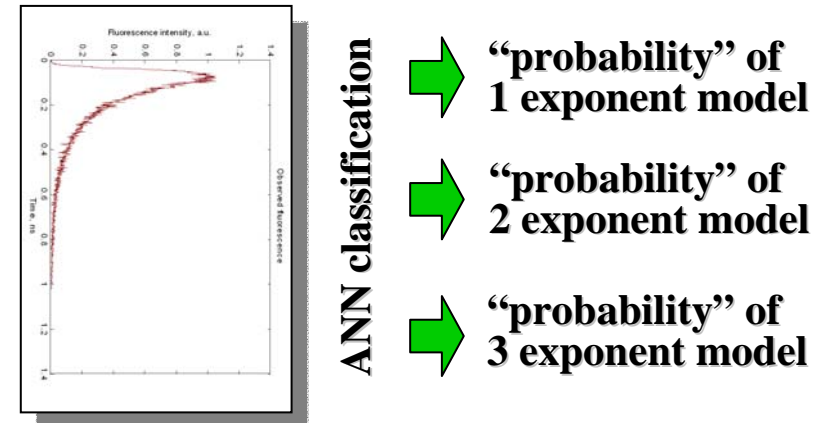 Observed fluorescence
Fluorescence intensity, a.u.
1.4
1.2
1
0.8
0.6
0.4
0.2
0
0
0.2
0.4
0.6
0.8
1
1.2
1.4
Time, ns
ANN classification
“probability” of
1 exponent model
“probability” of
2 exponent model
“probability” of
3 exponent model